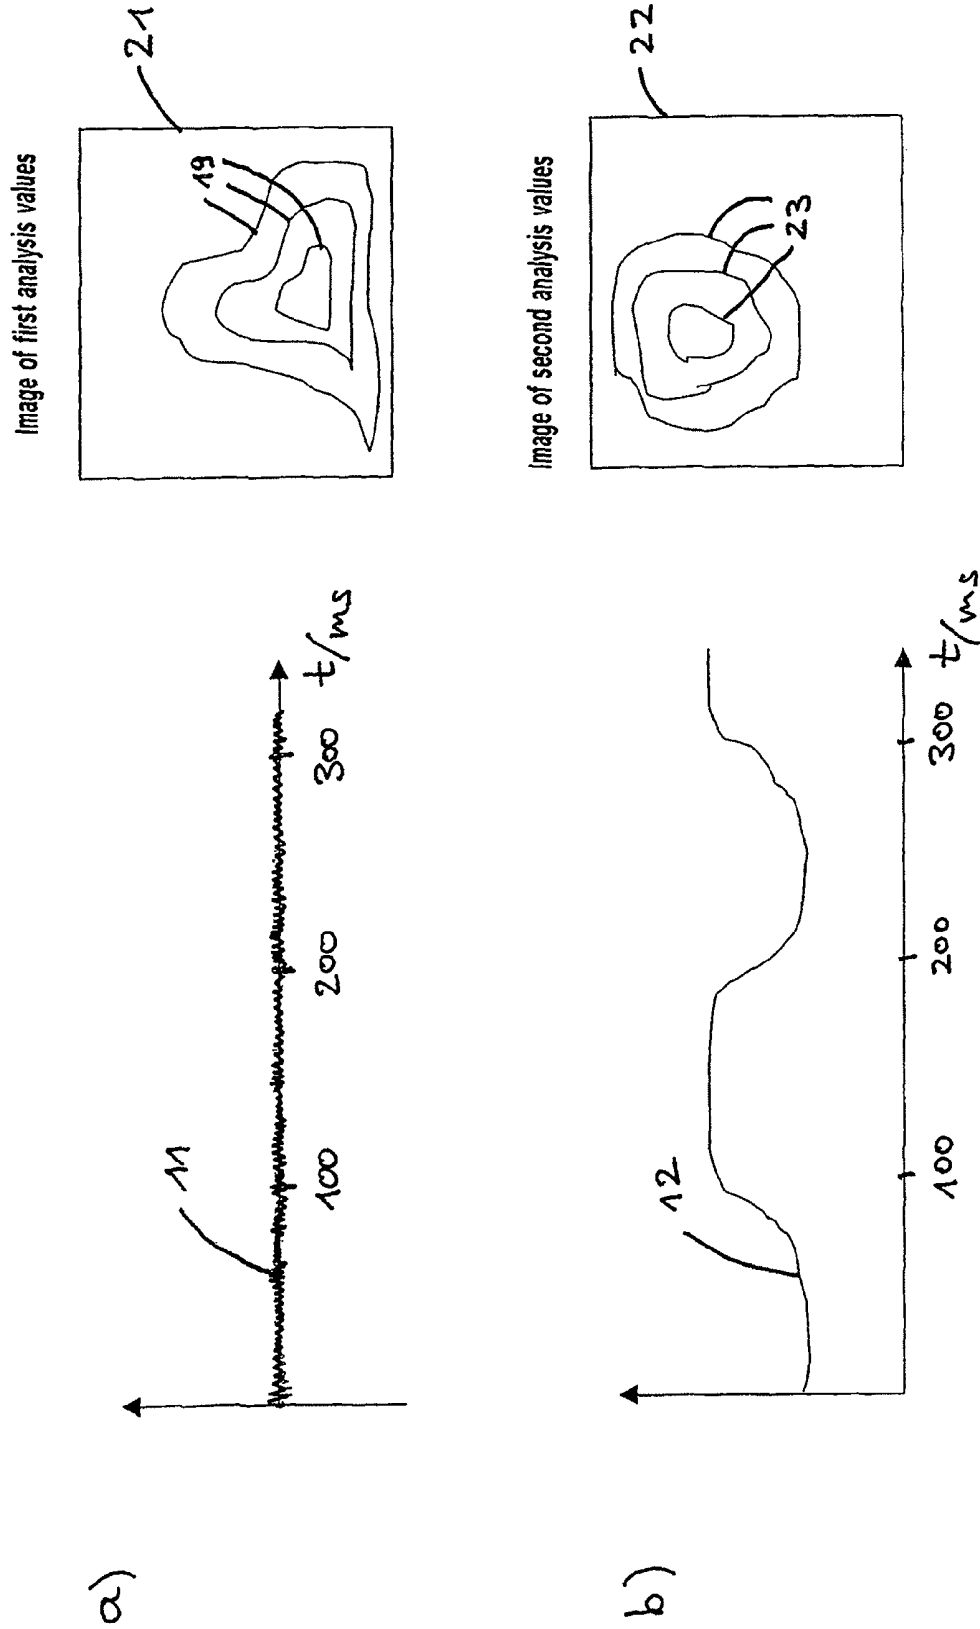 a)
11
100
200
300
t/ms
Image of first analysis values
19
21
b)
12
100
200
300
t/ms
Image of second analysis values
23
22